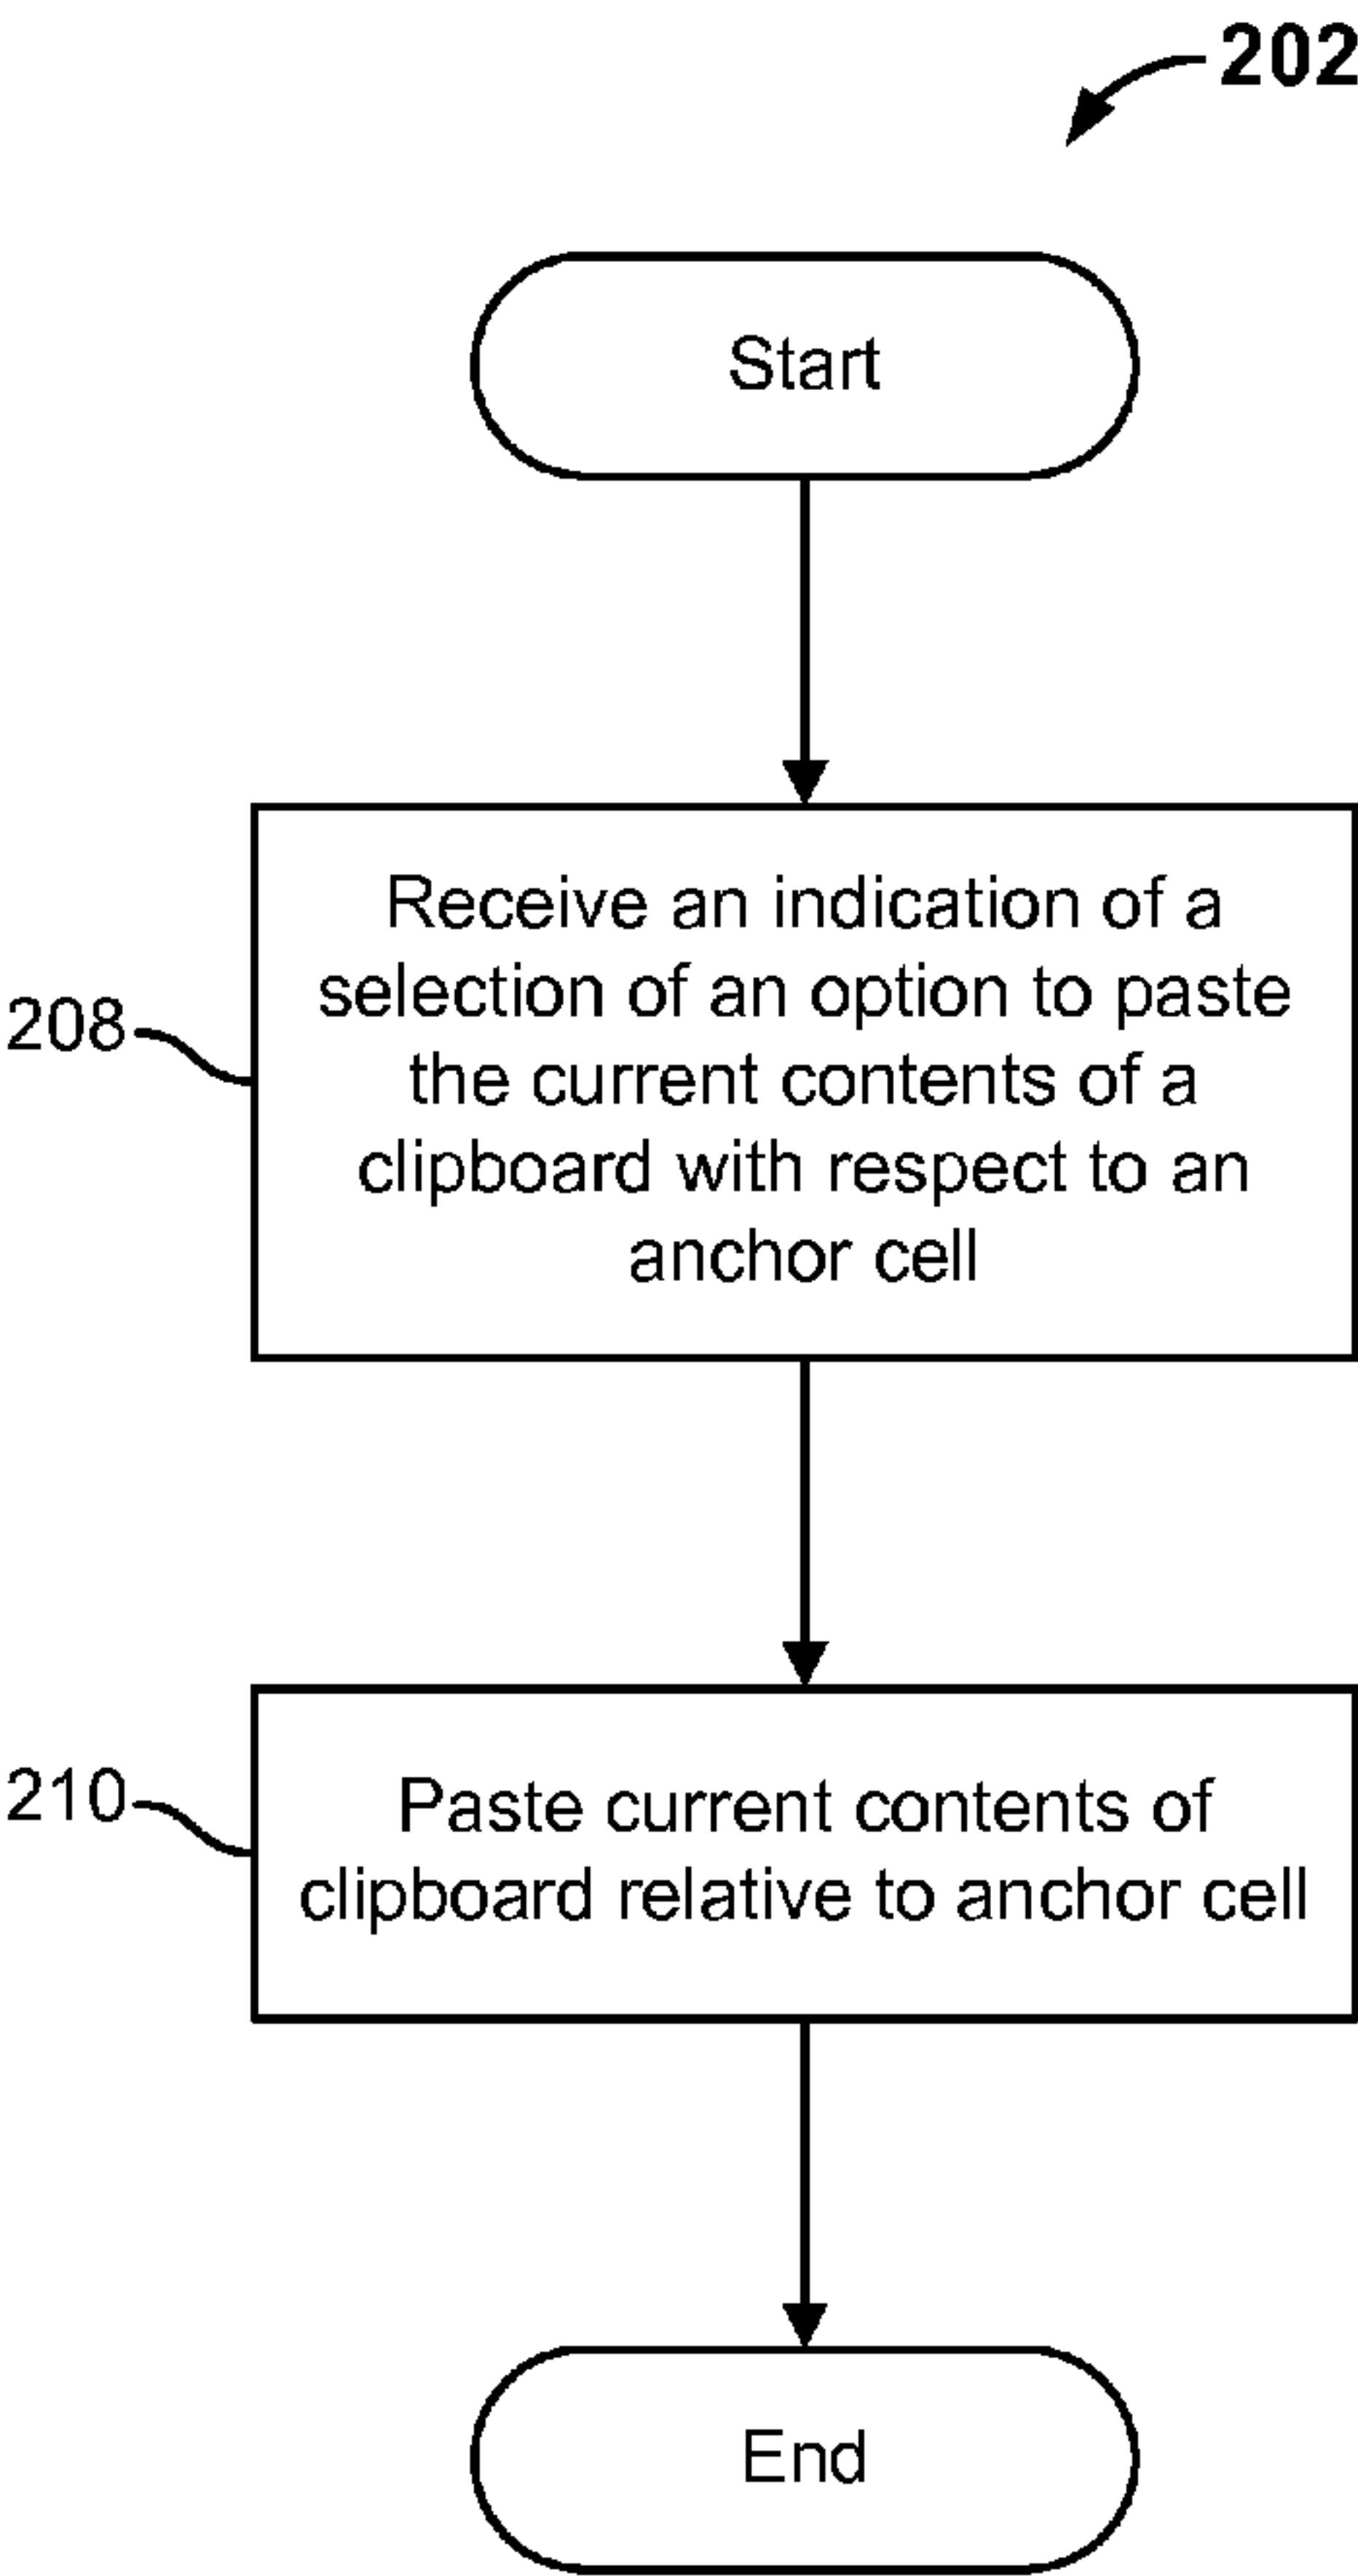 202
Start
Receive an indication of a
selection of an option to paste
the current contents of a
clipboard with respect to an
anchor cell
208
Paste current contents of
clipboard relative to anchor cell
210
End